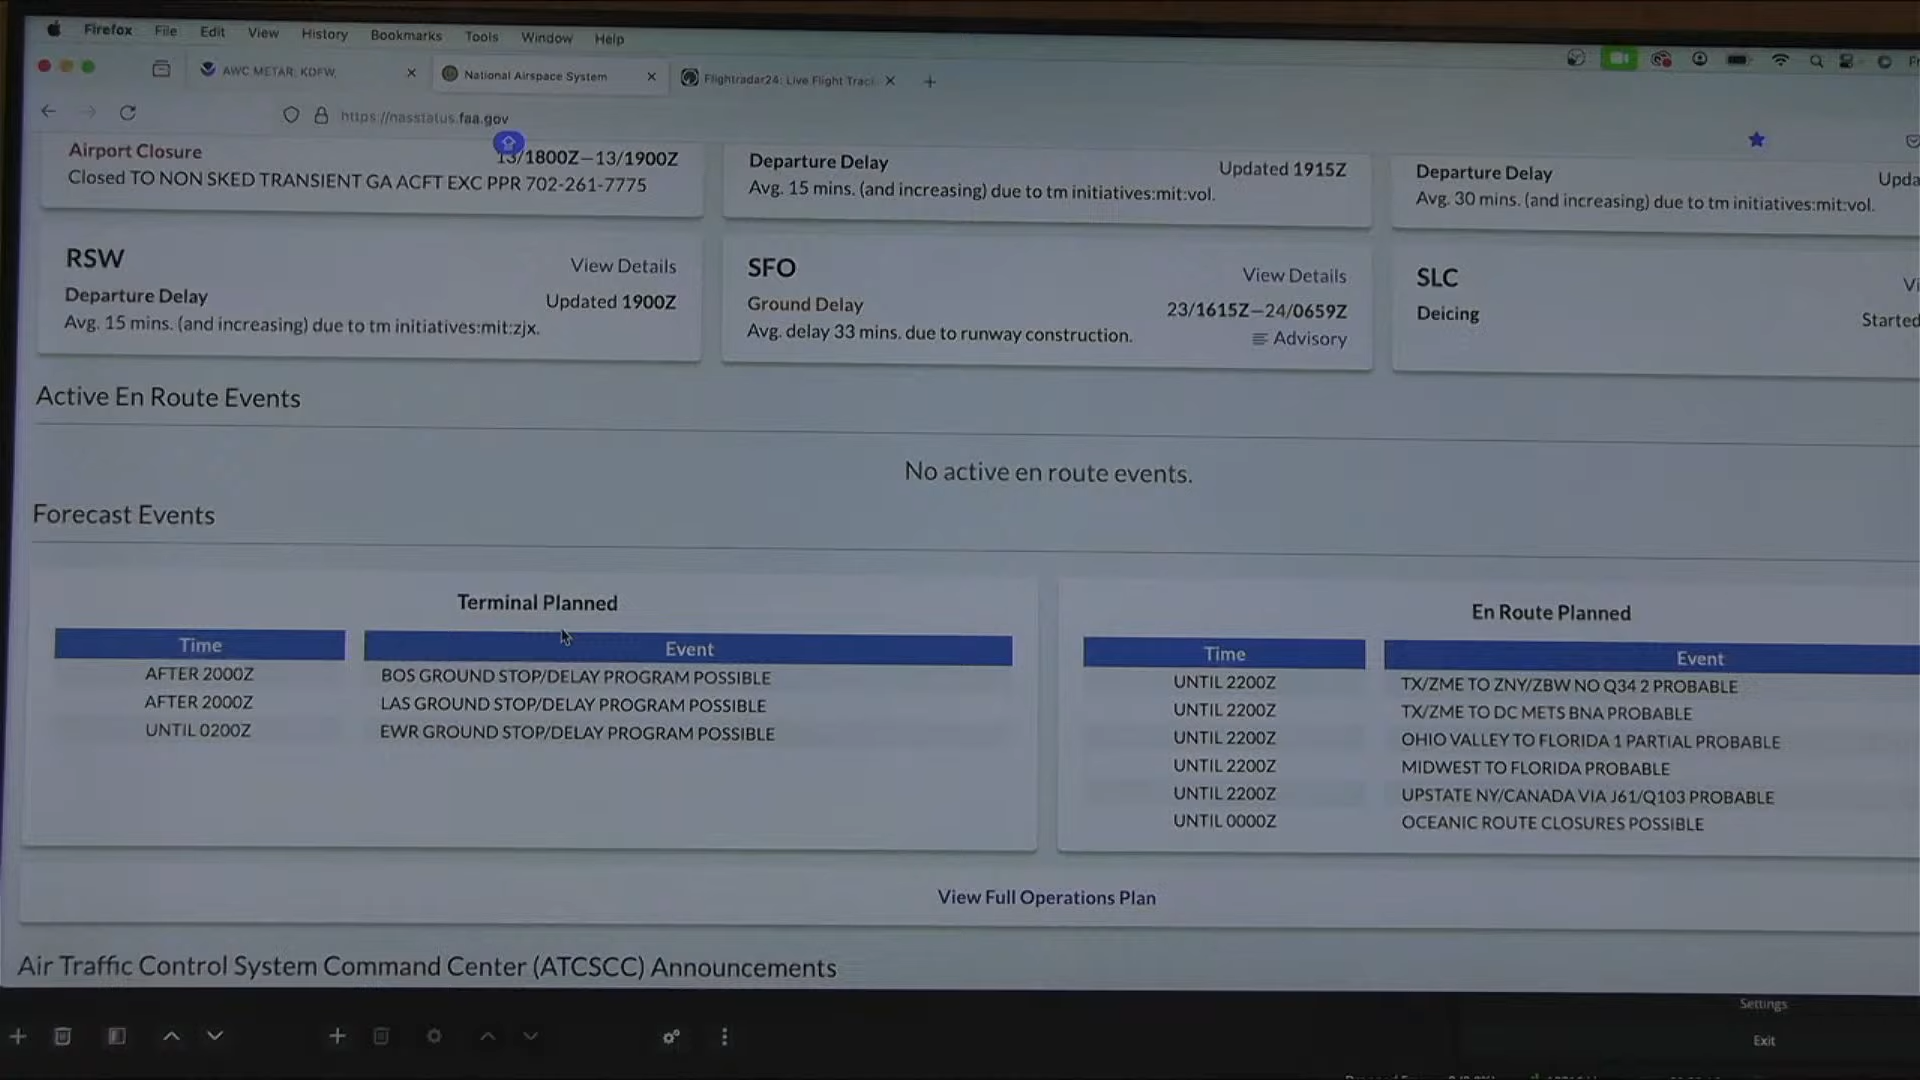 Firefox File Edit View History Bookmarks Tools Window Help
AWC METAR: KDFW,
National Airspace System
Flightradar24: Live Flight Track
https://nasstatus.faa.gov
Airport Closure
13/1800Z—13/1900Z
Closed TO NON SKED TRANSIENT GA ACFT EXC PPR 702-261-7775
Departure Delay
Updated 1915Z
Avg. 15 mins. (and increasing) due to tm initiatives:mit:vol.
Departure Delay
Upda
Avg. 30 mins. (and increasing) due to tm initiatives:mit:vol.
RSW
View Details
Departure Delay
Updated 1900Z
Avg. 15 mins. (and increasing) due to tm initiatives:mit:zjx.
SFO
View Details
Ground Delay
23/1615Z—24/0659Z
Avg. delay 33 mins. due to runway construction.
Advisory
SLC
Vi
Deicing
Started
Active En Route Events
No active en route events.
Forecast Events
Terminal Planned
Time Event
AFTER 2000Z BOS GROUND STOP/DELAY PROGRAM POSSIBLE
AFTER 2000Z LAS GROUND STOP/DELAY PROGRAM POSSIBLE
UNTIL 0200Z EWR GROUND STOP/DELAY PROGRAM POSSIBLE
En Route Planned
Time Event
UNTIL 2200Z TX/ZME TO ZNY/ZBW NO Q34 2 PROBABLE
UNTIL 2200Z TX/ZME TO DC METS BNA PROBABLE
UNTIL 2200Z OHIO VALLEY TO FLORIDA 1 PARTIAL PROBABLE
UNTIL 2200Z MIDWEST TO FLORIDA PROBABLE
UNTIL 2200Z UPSTATE NY/CANADA VIA J61/Q103 PROBABLE
UNTIL 0000Z OCEANIC ROUTE CLOSURES POSSIBLE
View Full Operations Plan
Air Traffic Control System Command Center (ATCSCC) Announcements
Settings
Exit